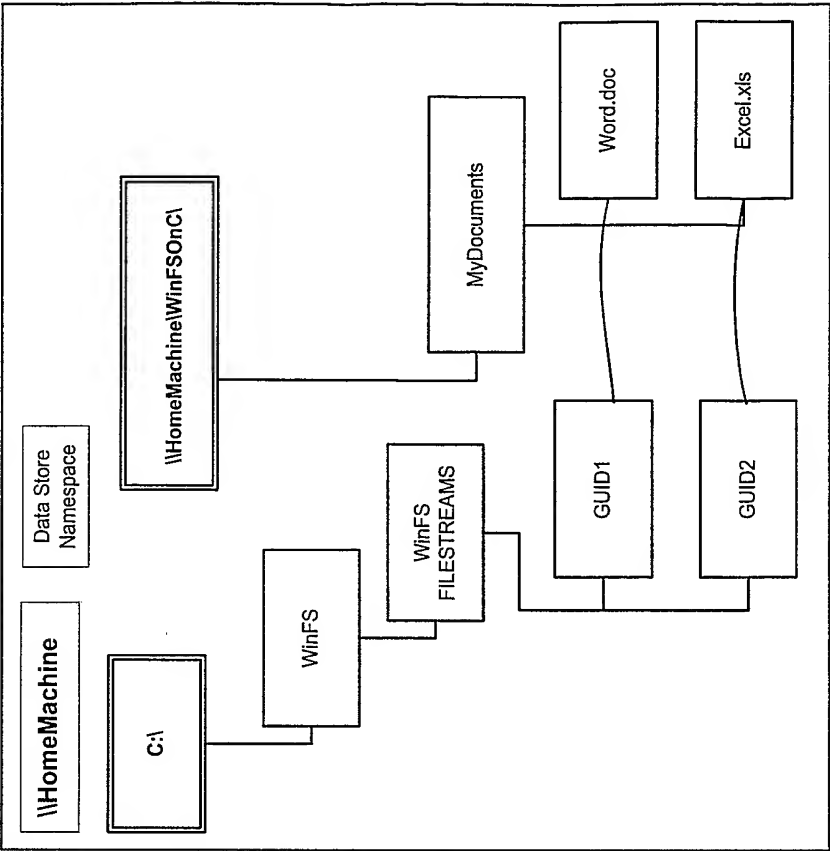 \\HomeMachine
Data Store
Namespace
C:\
\\HomeMachine\WinFSOnC\
WinFS
WinFS
FILESTREAMS
MyDocuments
GUID1
Word.doc
GUID2
Excel.xls